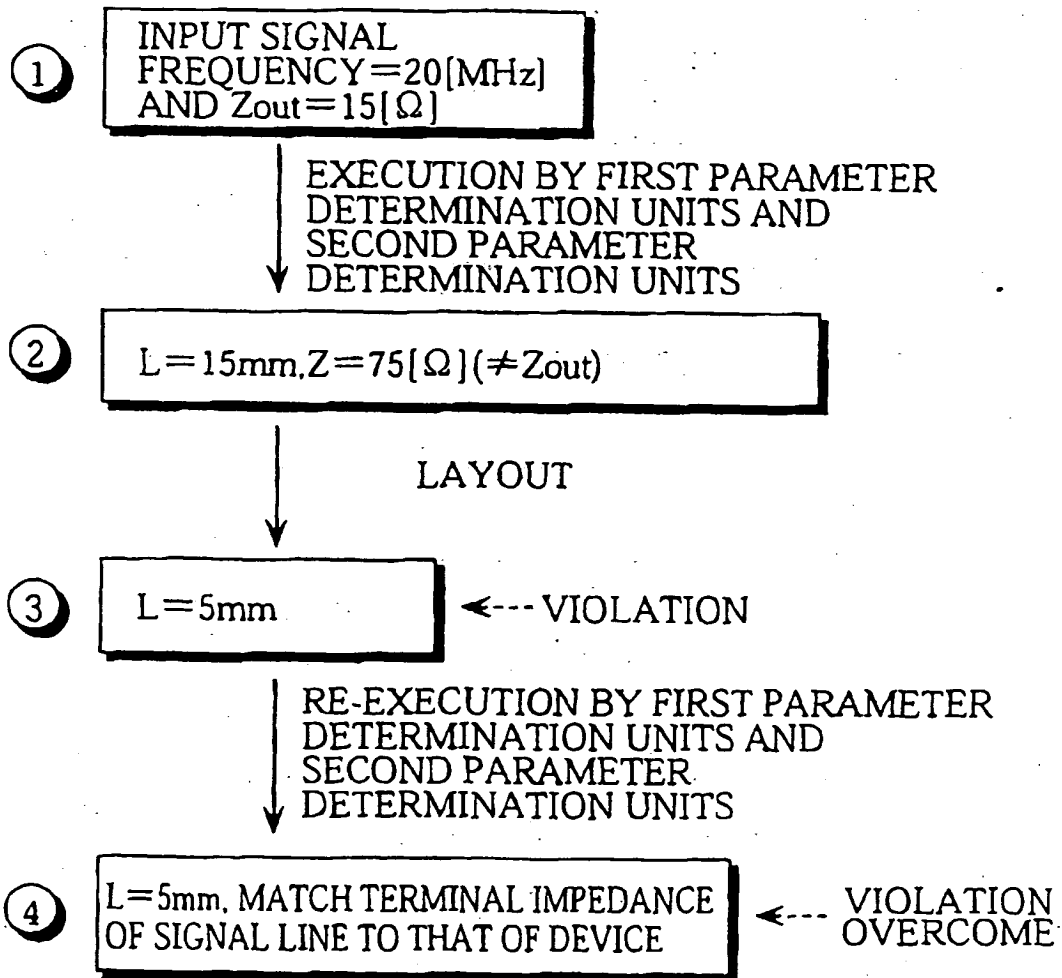 1
INPUT SIGNAL
FREQUENCY=20[MHz]
AND Zout=15[Ω]
EXECUTION BY FIRST PARAMETER
DETERMINATION UNITS AND
SECOND PARAMETER
DETERMINATION UNITS
2
L=15mm,Z=75[Ω](≠Zout)
LAYOUT
3
L=5mm
VIOLATION
RE-EXECUTION BY FIRST PARAMETER
DETERMINATION UNITS AND
SECOND PARAMETER
DETERMINATION UNITS
4
L=5mm, MATCH TERMINAL IMPEDANCE
OF SIGNAL LINE TO THAT OF DEVICE
VIOLATION
OVERCOME